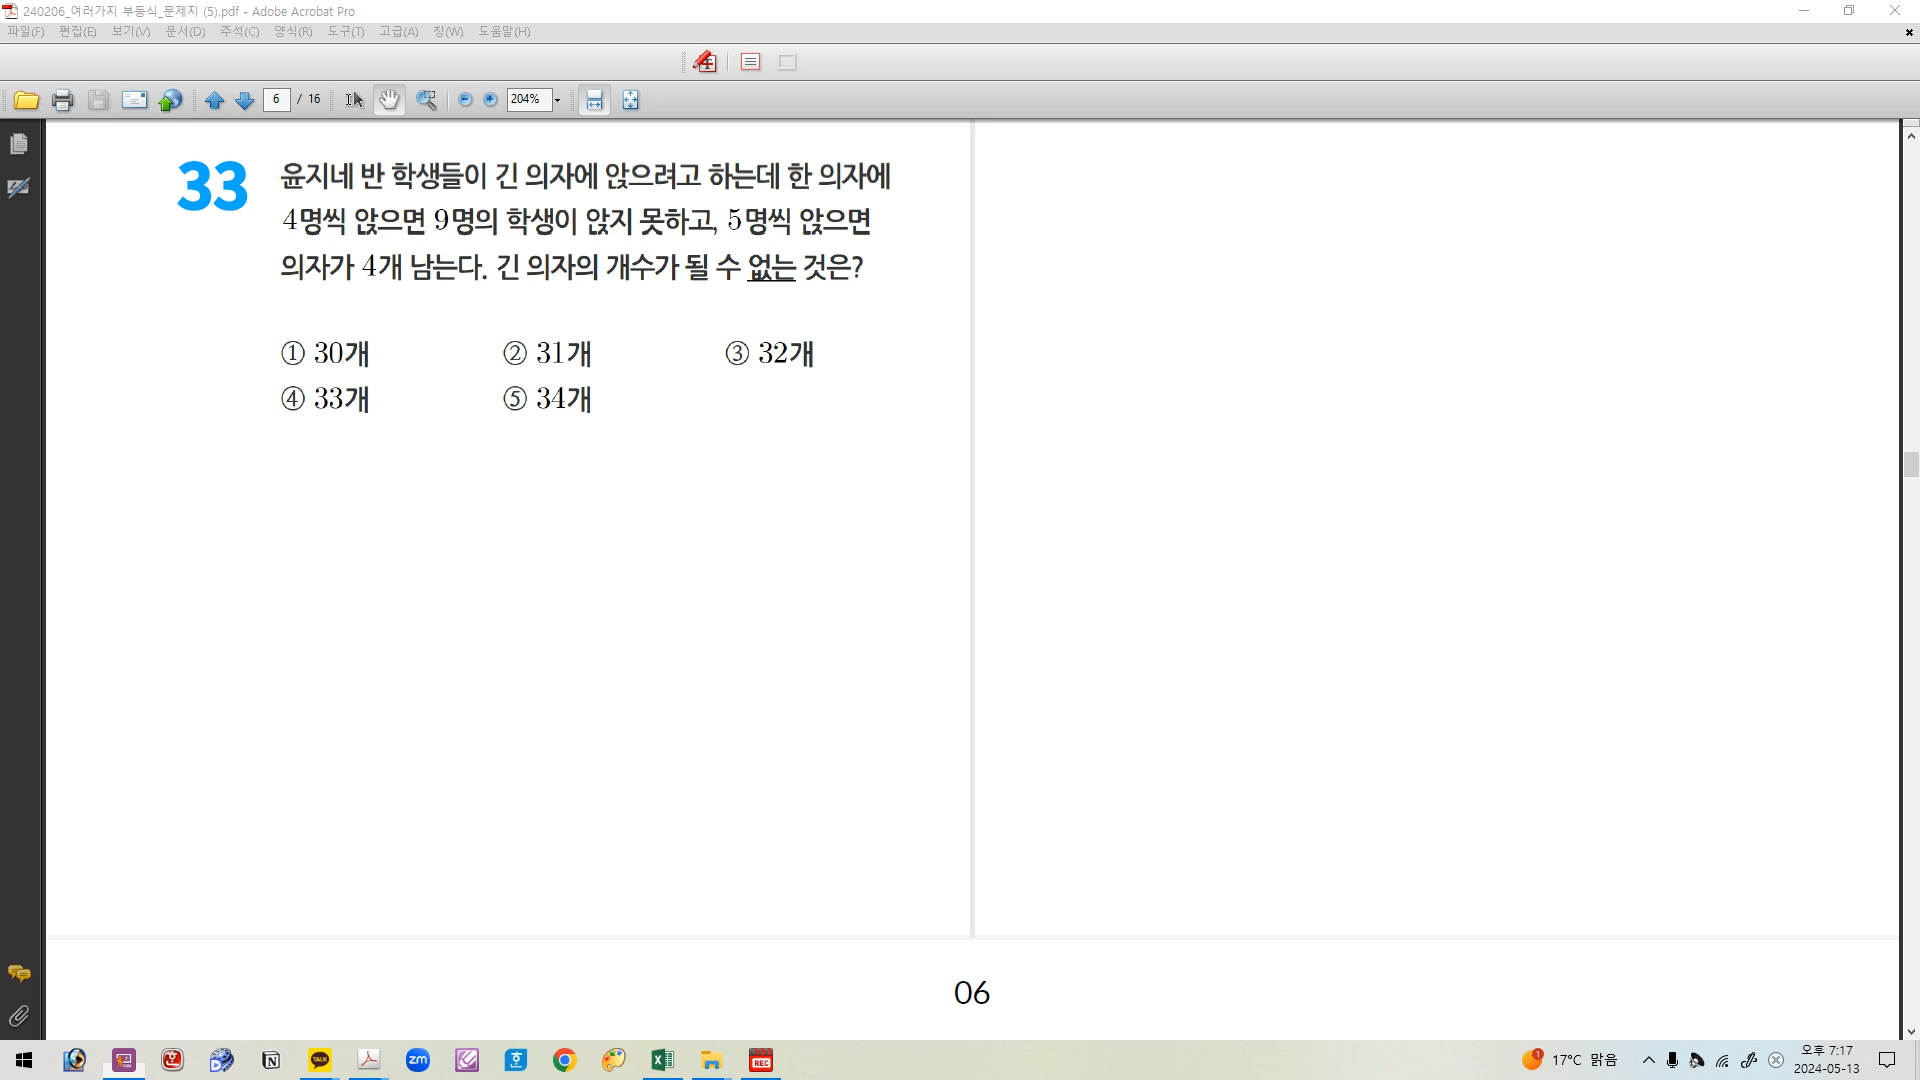 240206_여러가지 부등식_문제지 (5).pdf - Adobe Acrobat Pro
파일(F) 편집(E) 보기(V) 문서(D) 주석(C) 양식(R) 도구(T) 고급(A) 창(W) 도움말(H)
6 / 16 204%
33 윤지네 반 학생들이 긴 의자에 앉으려고 하는데 한 의자에
4명씩 앉으면 9명의 학생이 앉지 못하고, 5명씩 앉으면
의자가 4개 남는다. 긴 의자의 개수가 될 수 없는 것은?
① 30개 ② 31개 ③ 32개
④ 33개 ⑤ 34개
06
TALK
zm
REC
1
17°C 맑음
오후 7:17
2024-05-13